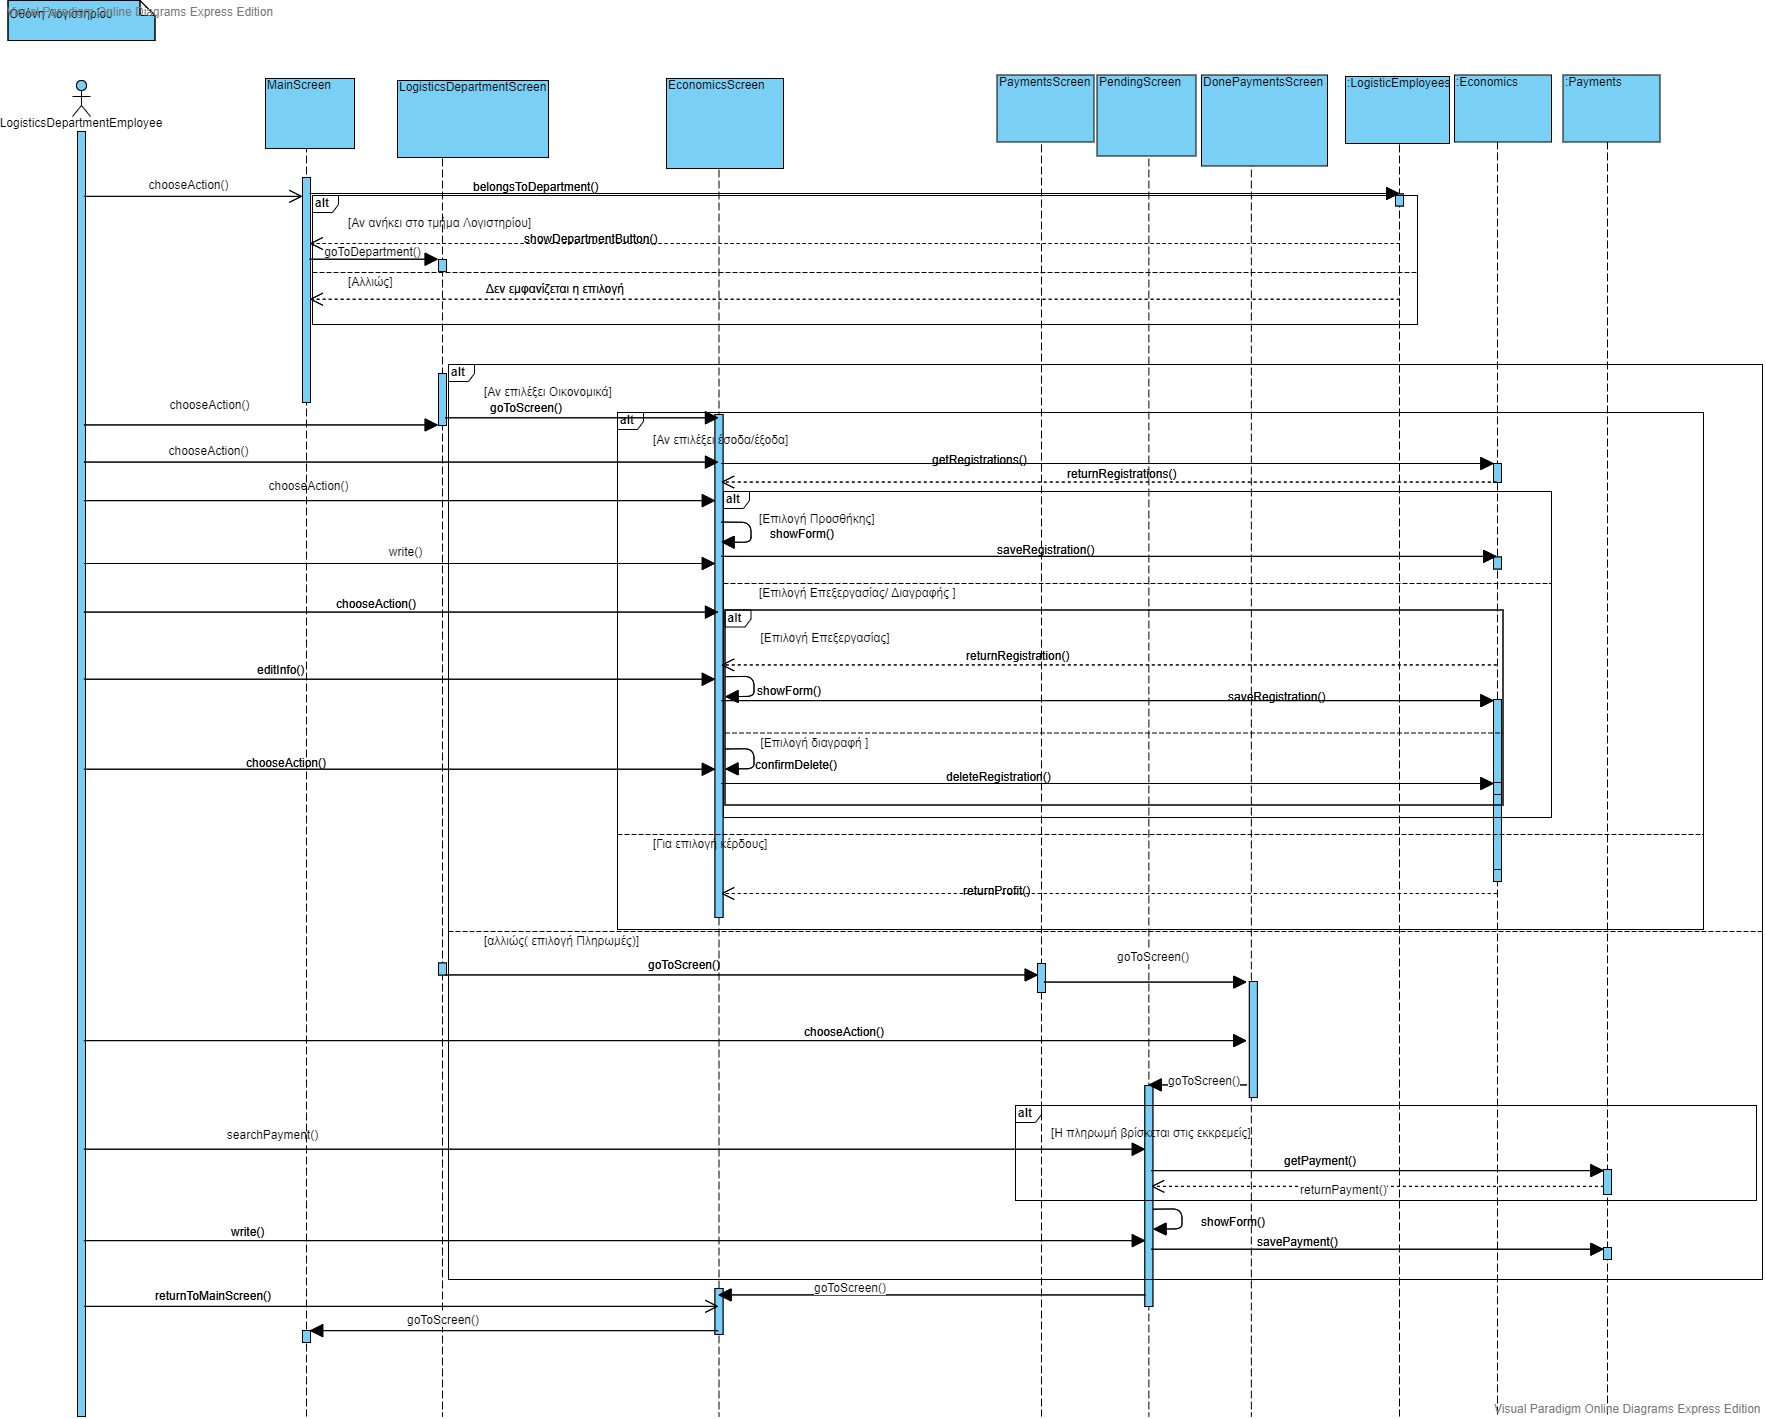 Visual Paradigm Online Diagrams Express Edition
Οθόνη Λογιστηρίου
LogisticsDepartmentEmployee
MainScreen
LogisticsDepartmentScreen
EconomicsScreen
PaymentsScreen
PendingScreen
DonePaymentsScreen
:LogisticEmployees
:Economics
:Payments
chooseAction()
belongsToDepartment()
alt
[Αν ανήκει στο τμήμα Λογιστηρίου]
showDepartmentButton()
goToDepartment()
[Αλλιώς]
Δεν εμφανίζεται η επιλογή
alt
[Αν επιλέξει Οικονομικά]
chooseAction()
goToScreen()
alt
[Αν επιλέξει έσοδα/έξοδα]
chooseAction()
getRegistrations()
returnRegistrations()
chooseAction()
alt
[Επιλογή Προσθήκης]
showForm()
write()
saveRegistration()
[Επιλογή Επεξεργασίας/ Διαγραφής ]
chooseAction()
alt
[Επιλογή Επεξεργασίας]
returnRegistration()
editInfo()
showForm()
saveRegistration()
[Επιλογή διαγραφή ]
chooseAction()
confirmDelete()
deleteRegistration()
[Για επιλογή κέρδους]
returnProfit()
[αλλιώς( επιλογή Πληρωμές)]
goToScreen()
goToScreen()
chooseAction()
goToScreen()
alt
[Η πληρωμή βρίσκεται στις εκκρεμείς]
searchPayment()
getPayment()
returnPayment()
showForm()
write()
savePayment()
goToScreen()
returnToMainScreen()
goToScreen()
Visual Paradigm Online Diagrams Express Edition